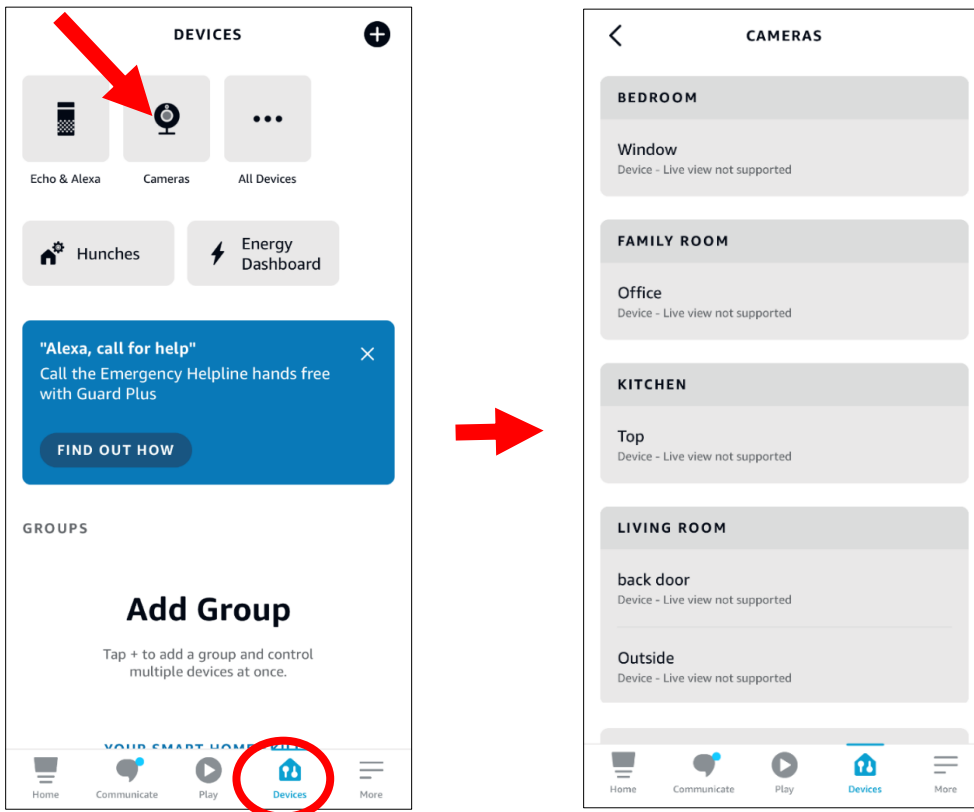 DEVICES
Echo & Alexa
Cameras
All Devices
Hunches
Energy
Dashboard
"Alexa, call for help"
Call the Emergency Helpline hands free
with Guard Plus
FIND OUT HOW
GROUPS
Add Group
Tap + to add a group and control
multiple devices at once.
YOUR SMART HOME
Home
Communicate
Play
Devices
More
CAMERAS
BEDROOM
Window
Device - Live view not supported
FAMILY ROOM
Office
Device - Live view not supported
KITCHEN
Top
Device - Live view not supported
LIVING ROOM
back door
Device - Live view not supported
Outside
Device - Live view not supported
Home
Communicate
Play
Devices
More